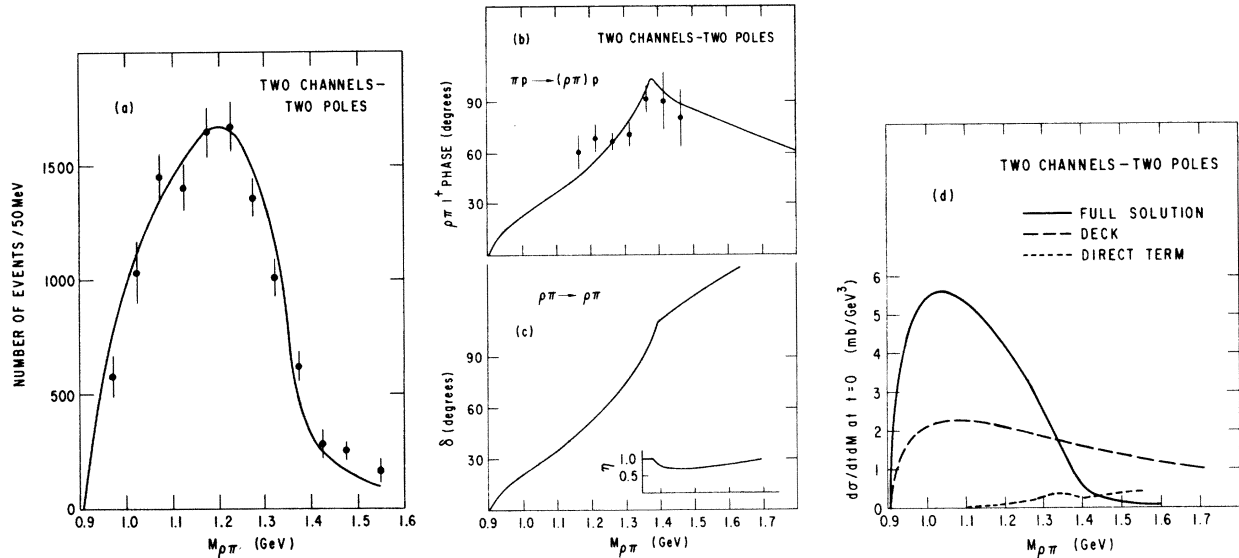 (a)
TWO CHANNELS–
TWO POLES
NUMBER OF EVENTS / 50 MeV
1500
1000
500
0
0.9 1.0 1.1 1.2 1.3 1.4 1.5 1.6
Mρπ (GeV)
(b)
TWO CHANNELS-TWO POLES
πp → (ρπ) p
ρπ 1+ PHASE (degrees)
90
60
30
(c)
ρπ → ρπ
δ (degrees)
90
60
30
η
1.0
0.5
0.9 1.0 1.1 1.2 1.3 1.4 1.5 1.6 1.7
Mρπ (GeV)
TWO CHANNELS–TWO POLES
(d)
FULL SOLUTION
DECK
DIRECT TERM
dσ/dtdM at t=0 (mb/GeV³)
6
5
4
3
2
1
0
0.9 1.0 1.1 1.2 1.3 1.4 1.5 1.6 1.7
Mρπ (GeV)